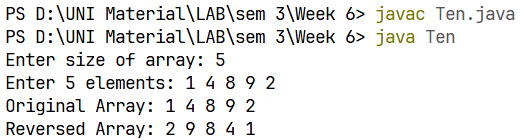 PS D:\UNI Material\LAB\sem 3\Week 6> javac Ten.java
PS D:\UNI Material\LAB\sem 3\Week 6> java Ten
Enter size of array: 5
Enter 5 elements: 1 4 8 9 2
Original Array: 1 4 8 9 2
Reversed Array: 2 9 8 4 1